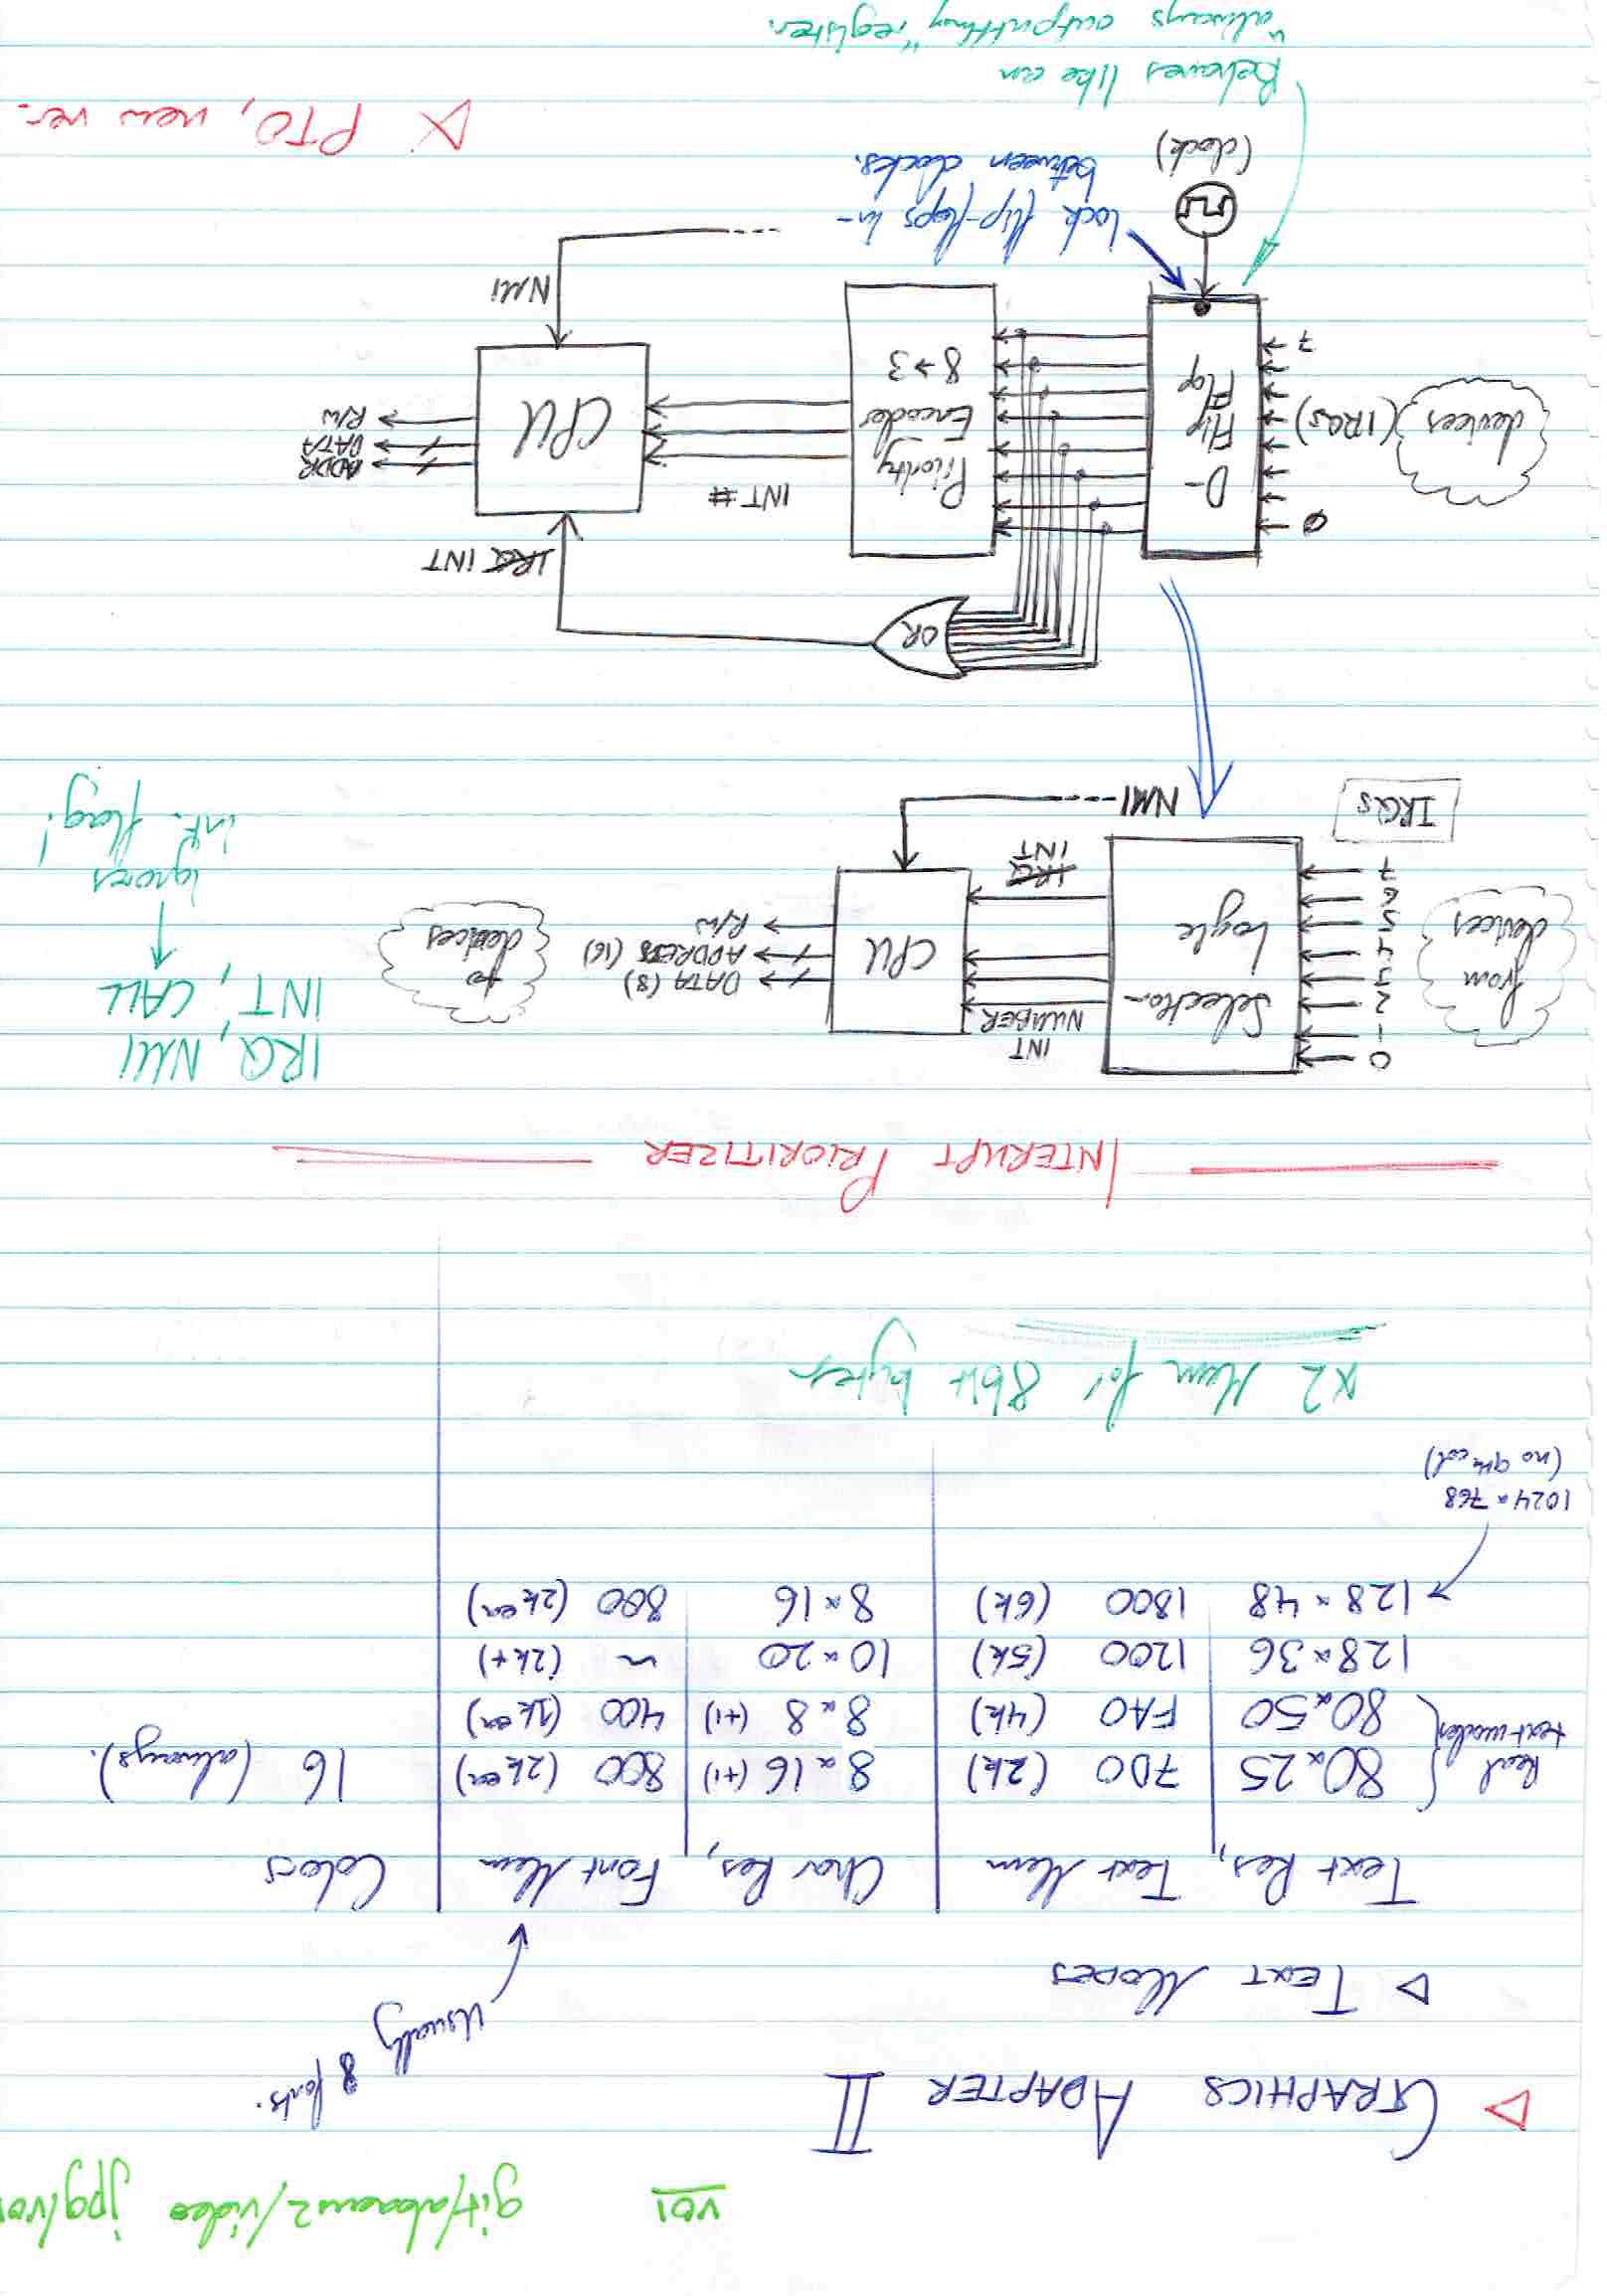 v01 git/abacus2/video jpg/v01
▷ GRAPHICS ADAPTER II
Usually 8 fonts.
▷ TEXT MODES
Text Res, Text Mem Char Res, Font Mem Colors
Real text modes
80x25 7D0 (2k) 8x16 (+1) 800 (2k ea) 16 (always).
80x50 FA0 (4k) 8x8 (+1) 400 (1k ea)
128x36 1200 (5k) 10x20 ~ (2k+)
128x48 1800 (6k) 8x16 800 (2k ea)
1024x768
(no 9th col)
x2 Mem for 8bit bytes
INTERUPT PRIORITIZER
from
devices
0
1
2
3
4
5
6
7
IRQs
Selection
Logic
INT
NUMBER
IRQ
INT
NMI
CPU
DATA (8)
ADDRESS (16)
R/W
to
devices
IRQ, NMI
INT, CALL
ignores
int. flag!
OR
IRQ INT
devices (IRQs)
0
7
D-
Flip
Flop
Priority
Encoder
8→3
INT #
CPU
ADDR
DATA
R/W
NMI
(clock)
lock flip-flops in-
between clocks.
▷ PTO, new ver.
Behaves like an
"always outputting" register.